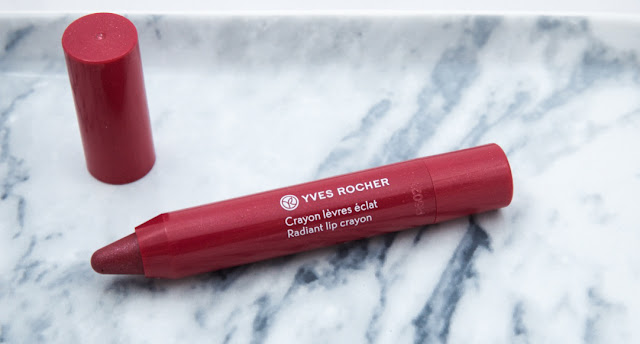 YVES ROCHER
Crayon lèvres éclat
Radiant lip crayon